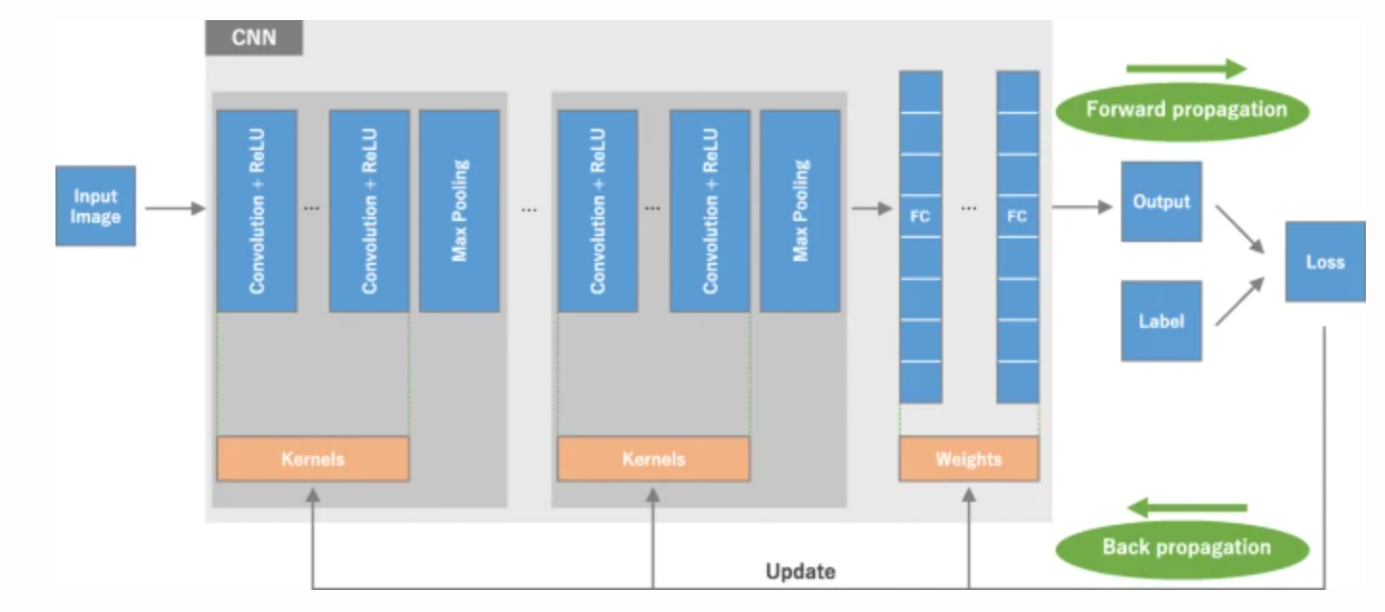 CNN
Forward propagation
Input
Image
Convolution + ReLU
...
Convolution + ReLU
Max Pooling
...
Convolution + ReLU
...
Convolution + ReLU
Max Pooling
FC
...
FC
Output
Label
Loss
Kernels
Kernels
Weights
Back propagation
Update